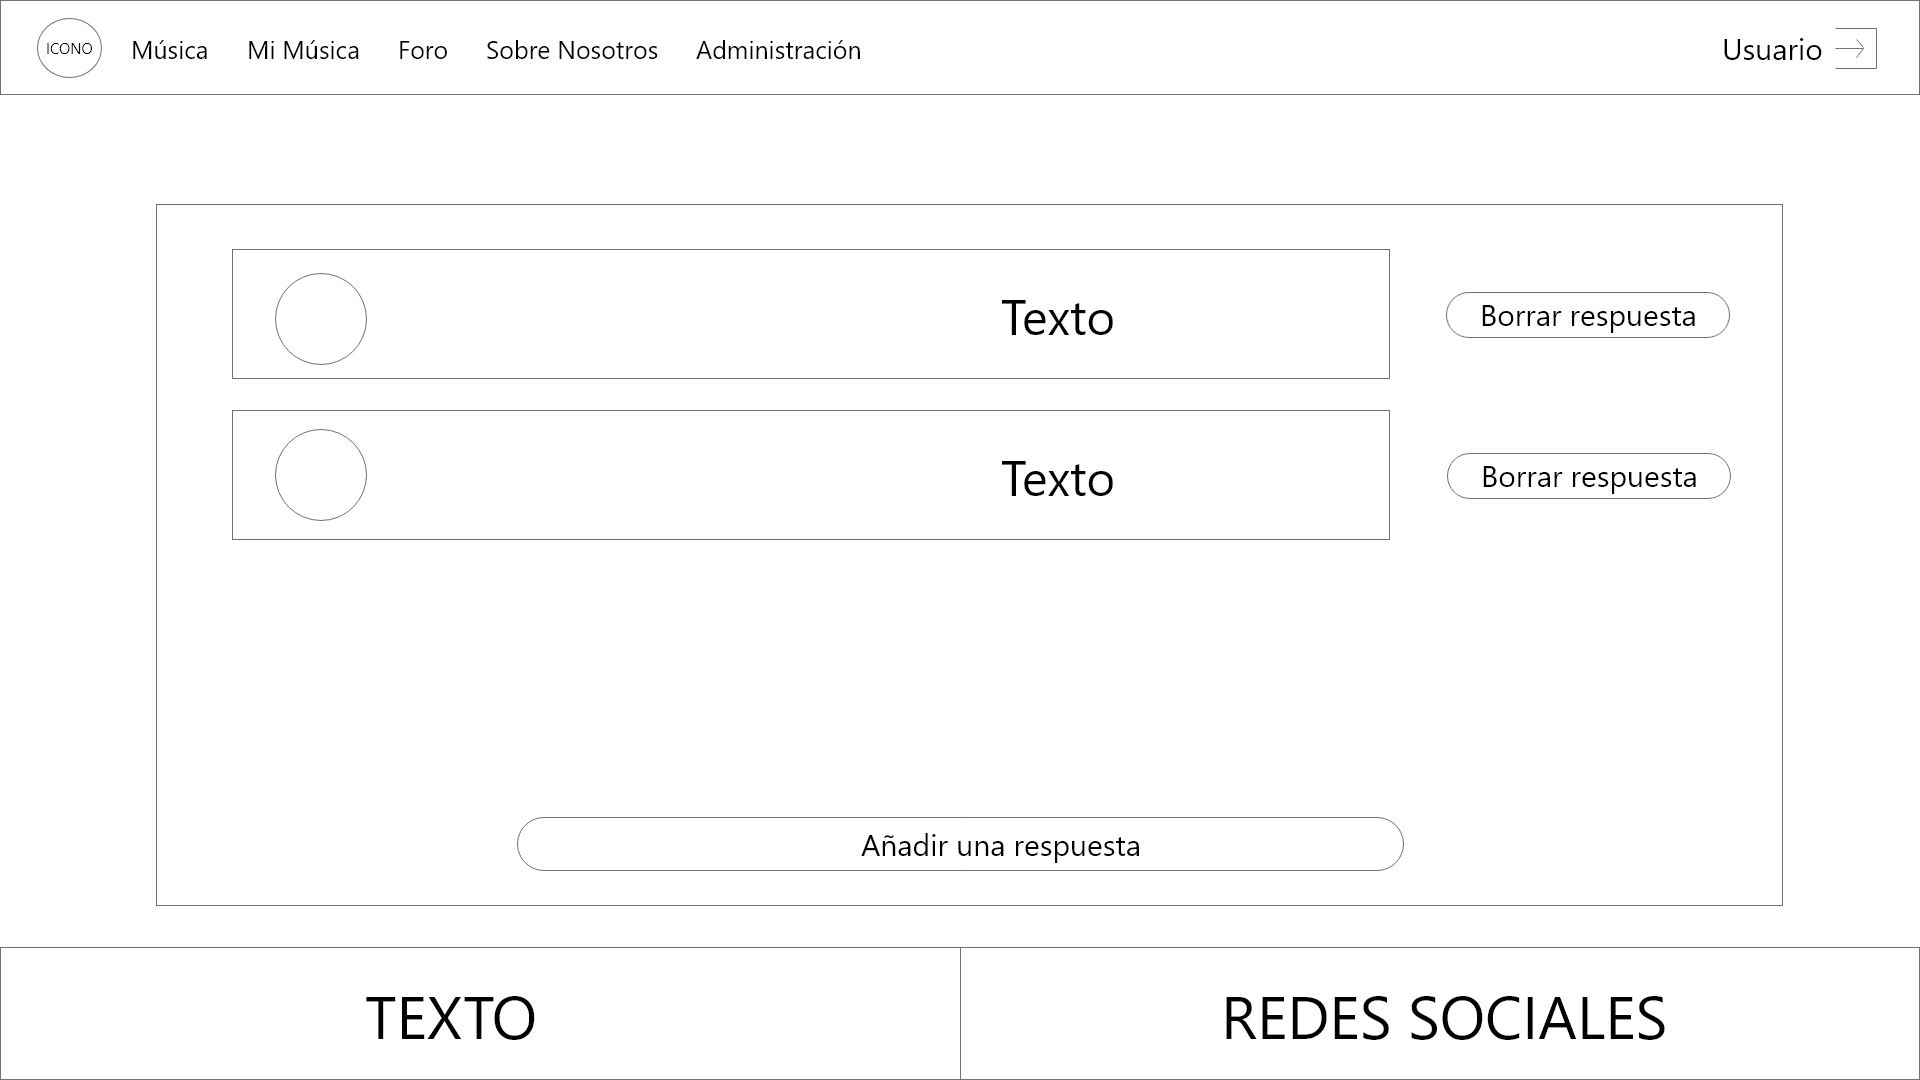 ICONO Música Mi Música Foro Sobre Nosotros Administración Usuario
Texto Borrar respuesta
Texto Borrar respuesta
Añadir una respuesta
TEXTO REDES SOCIALES